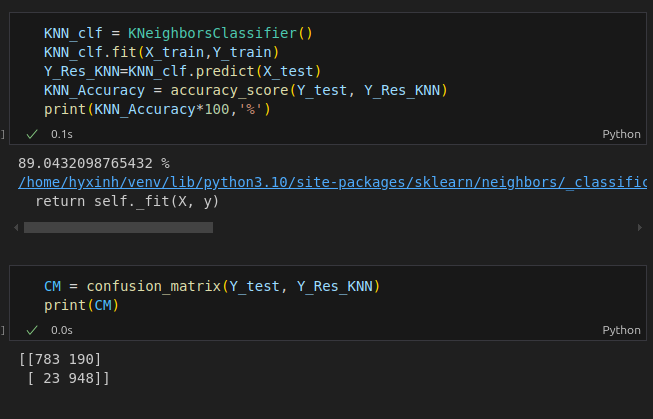 KNN_clf = KNeighborsClassifier()
KNN_clf.fit(X_train,Y_train)
Y_Res_KNN=KNN_clf.predict(X_test)
KNN_Accuracy = accuracy_score(Y_test, Y_Res_KNN)
print(KNN_Accuracy*100,'%')
] ✓ 0.1s Python
89.0432098765432 %
/home/hyxinh/venv/lib/python3.10/site-packages/sklearn/neighbors/_classific
return self._fit(X, y)
CM = confusion_matrix(Y_test, Y_Res_KNN)
print(CM)
] ✓ 0.0s Python
[[783 190]
[ 23 948]]